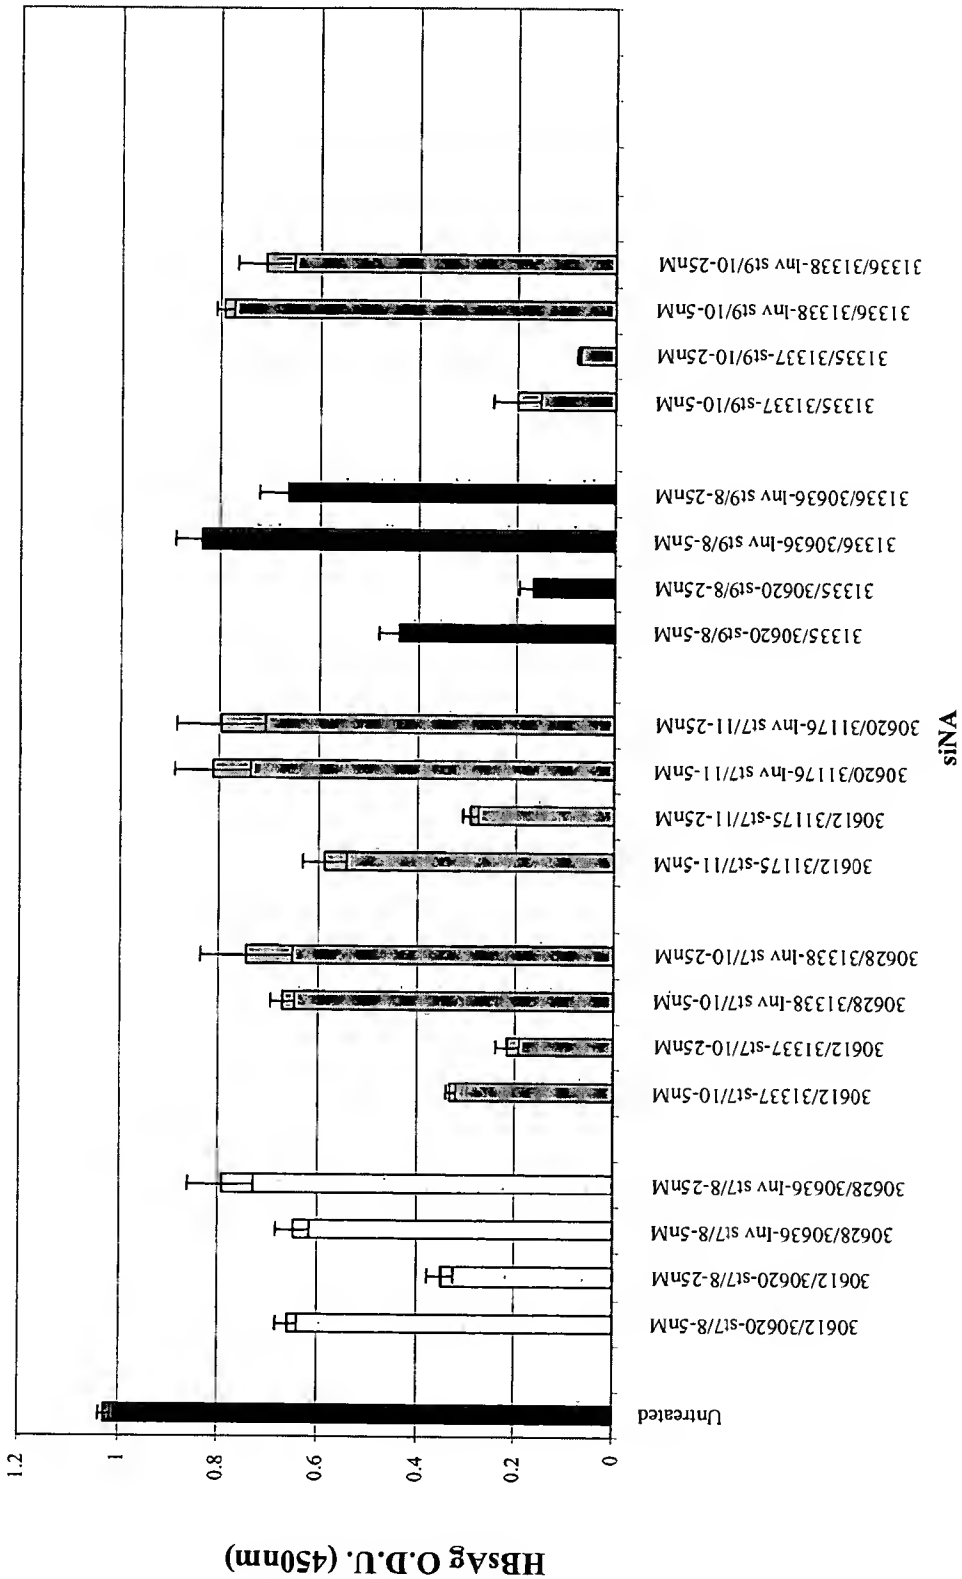 HBsAg O.D.U. (450nm)
1.2
1
0.8
0.6
0.4
0.2
0
Untreated
30612/30620-st7/8-5nM
30612/30620-st7/8-25nM
30628/30636-Inv st7/8-5nM
30628/30636-Inv st7/8-25nM
30612/31337-st7/10-5nM
30612/31337-st7/10-25nM
30628/31338-Inv st7/10-5nM
30628/31338-Inv st7/10-25nM
30612/31175-st7/11-5nM
30612/31175-st7/11-25nM
30620/31176-Inv st7/11-5nM
30620/31176-Inv st7/11-25nM
31335/30620-st9/8-5nM
31335/30620-st9/8-25nM
31336/30636-Inv st9/8-5nM
31336/30636-Inv st9/8-25nM
31335/31337-st9/10-5nM
31335/31337-st9/10-25nM
31336/31338-Inv st9/10-5nM
31336/31338-Inv st9/10-25nM
siNA